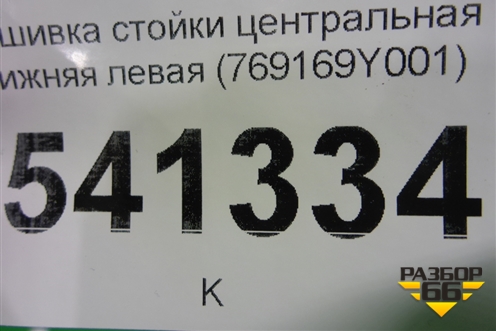 шивка стойки центральная
ижняя левая (769169Y001)
541334
К
РАЗБОР
66